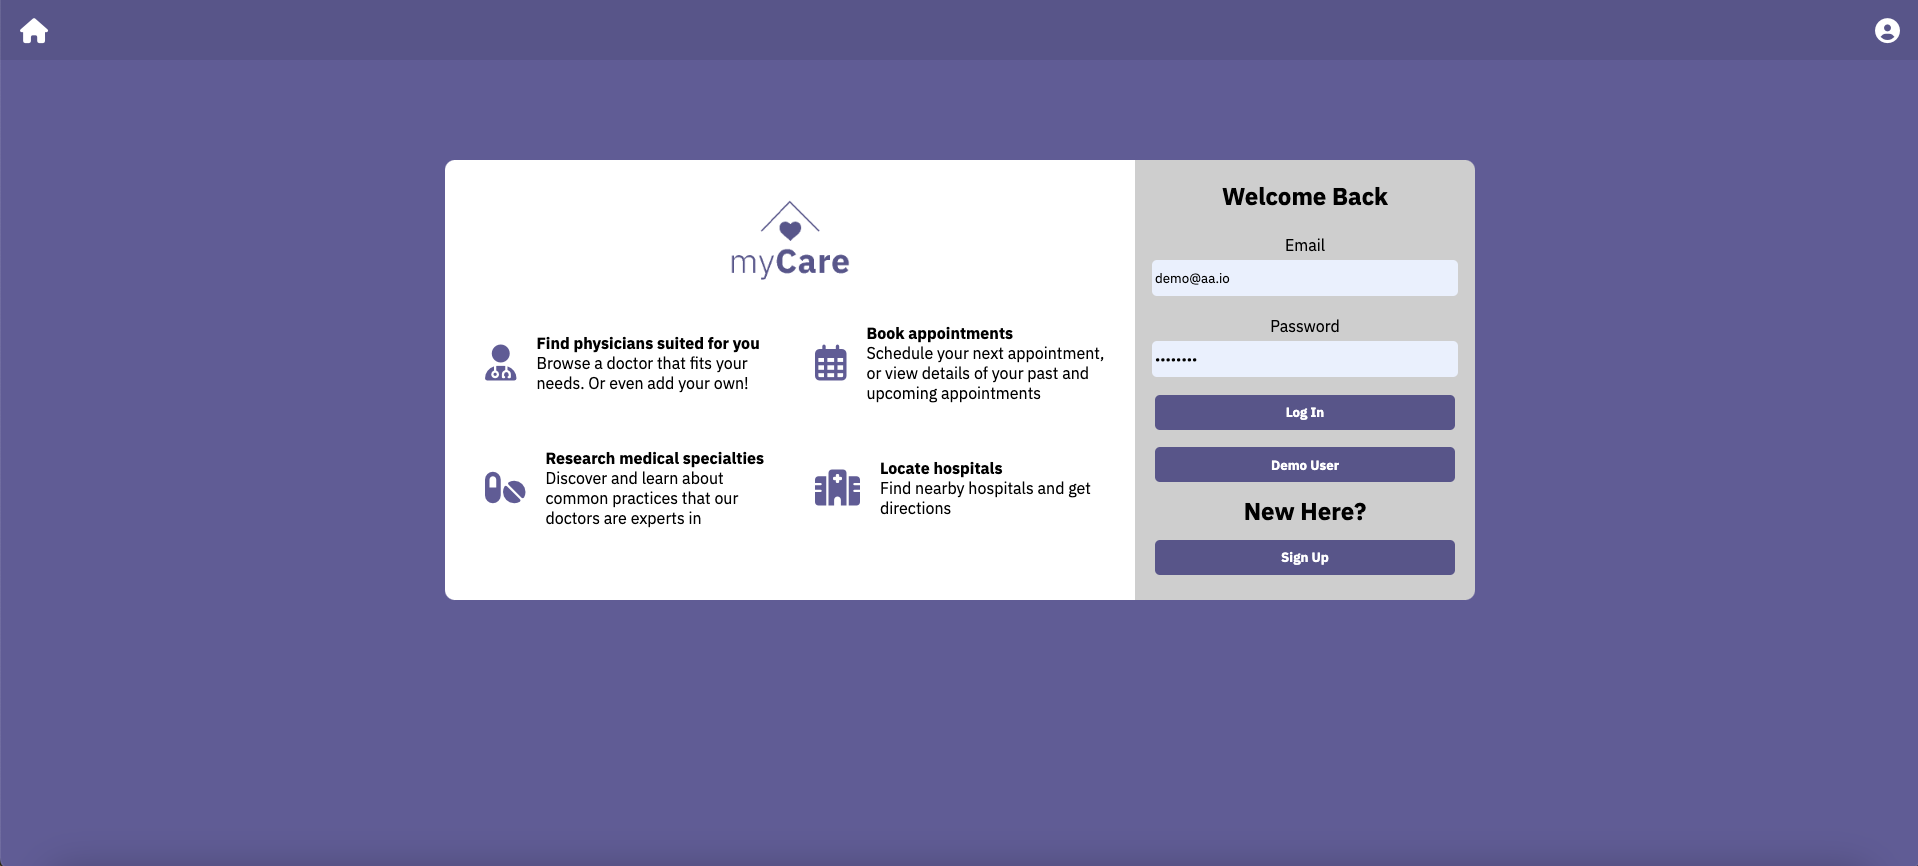 myCare
Find physicians suited for you
Browse a doctor that fits your
needs. Or even add your own!
Book appointments
Schedule your next appointment,
or view details of your past and
upcoming appointments
Research medical specialties
Discover and learn about
common practices that our
doctors are experts in
Locate hospitals
Find nearby hospitals and get
directions
Welcome Back
Email
demo@aa.io
Password
••••••••
Log In
Demo User
New Here?
Sign Up